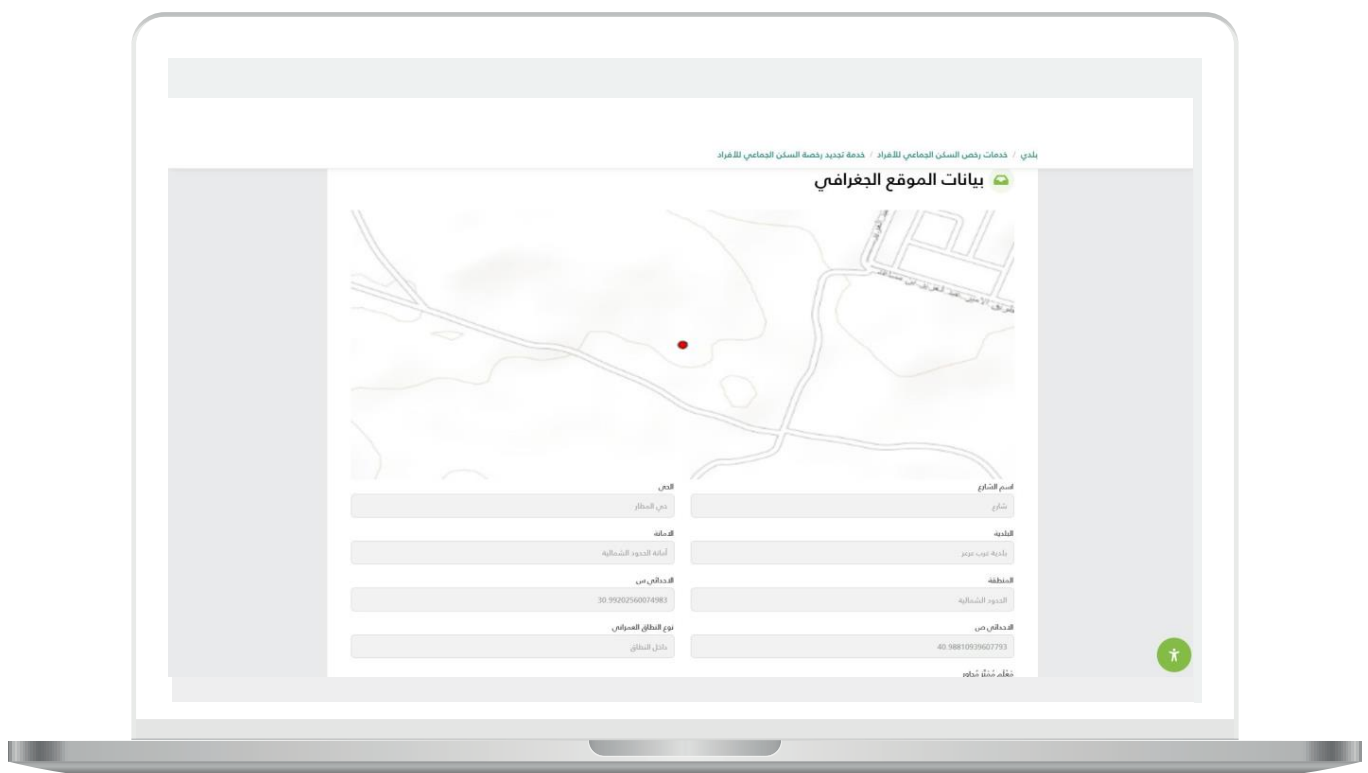 بلدي / خدمات رخص السكن الجماعي للأفراد / خدمة تجديد رخصة السكن الجماعي للأفراد
بيانات الموقع الجغرافي
اسم الشارع
شارع
الحي
حي المطار
البلدية
بلدية غرب عرعر
الامانة
أمانة الحدود الشمالية
المنطقة
الحدود الشمالية
الاحداثي س
30.99202560074983
الاحداثي ص
40.98810939607793
نوع النطاق العمراني
داخل النطاق
مَعْلَم مُمَيَّز مُجاور